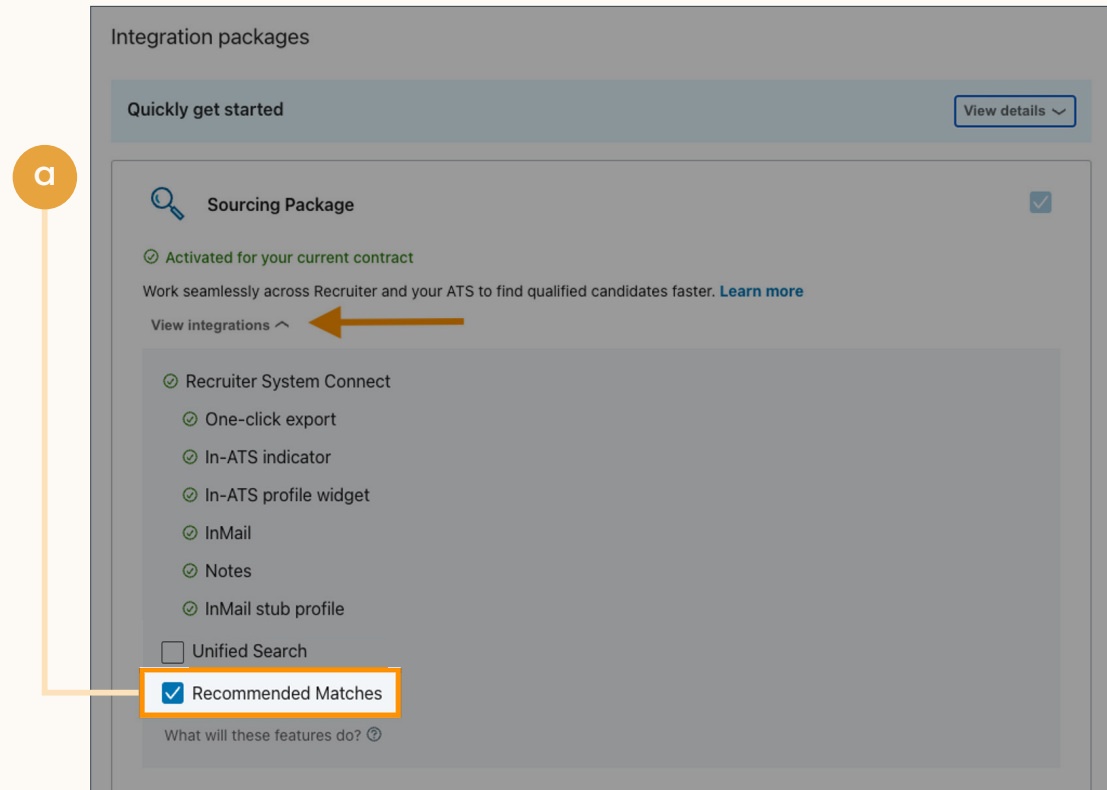 Integration packages
Quickly get started
View details
a
Sourcing Package
Activated for your current contract
Work seamlessly across Recruiter and your ATS to find qualified candidates faster. Learn more
View integrations
Recruiter System Connect
One-click export
In-ATS indicator
In-ATS profile widget
InMail
Notes
InMail stub profile
Unified Search
Recommended Matches
What will these features do? ?